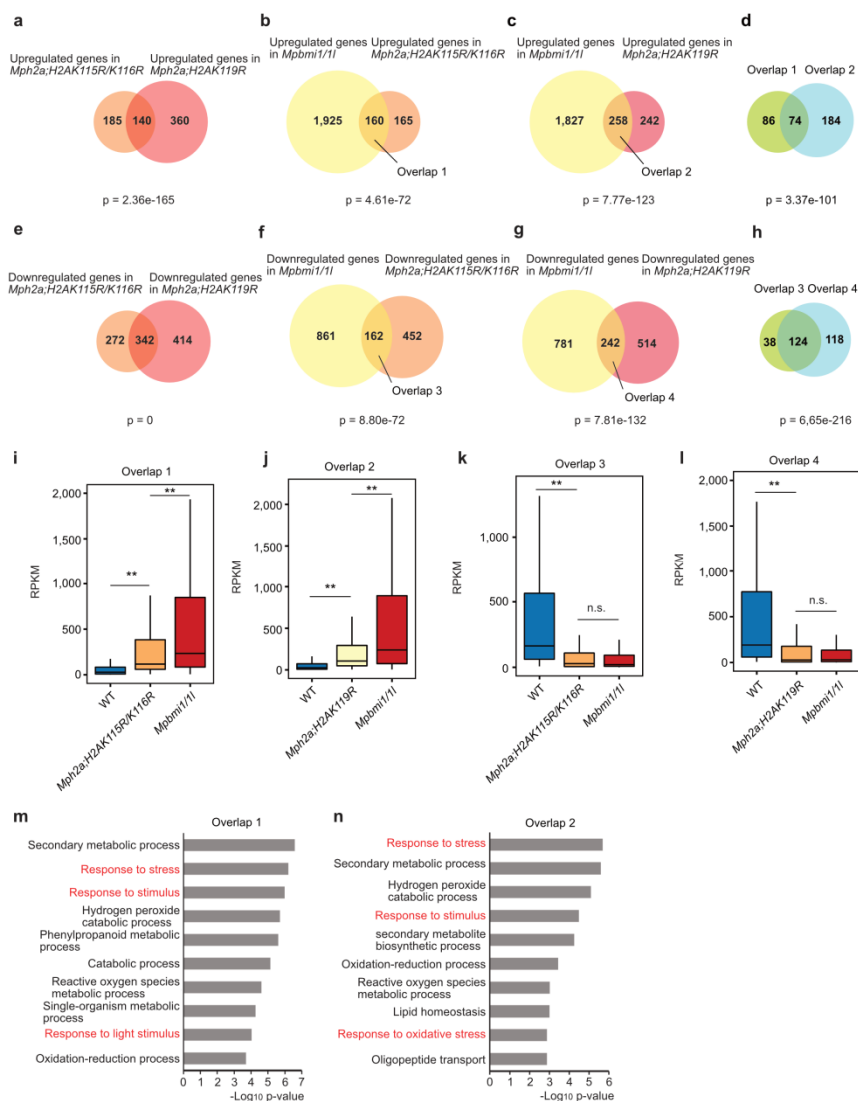 a
Upregulated genes in
Mph2a;H2AK115R/K116R
Upregulated genes in
Mph2a;H2AK119R
185
140
360
p = 2.36e-165
b
Upregulated genes
in Mpbmi1/1l
Upregulated genes in
Mph2a;H2AK115R/K116R
1,925
160
165
Overlap 1
p = 4.61e-72
c
Upregulated genes
in Mpbmi1/1l
Upregulated genes in
Mph2a;H2AK119R
1,827
258
242
Overlap 2
p = 7.77e-123
d
Overlap 1
Overlap 2
86
74
184
p = 3.37e-101
e
Downregulated genes in
Mph2a;H2AK115R/K116R
Downregulated genes
in Mph2a;H2AK119R
272
342
414
p = 0
f
Downregulated genes
in Mpbmi1/1l
Downregulated genes in
Mph2a;H2AK115R/K116R
861
162
452
Overlap 3
p = 8.80e-72
g
Downregulated genes
in Mpbmi1/1l
Downregulated genes
in Mph2a;H2AK119R
781
242
514
Overlap 4
p = 7.81e-132
h
Overlap 3
Overlap 4
38
124
118
p = 6,65e-216
i
Overlap 1
RPKM
2,000
1,500
1,000
500
0
**
**
WT
Mph2a;H2AK115R/K116R
Mpbmi1/1l
j
Overlap 2
2,000
1,500
1,000
500
0
**
**
WT
Mph2a;H2AK119R
Mpbmi1/1l
k
Overlap 3
RPKM
1,000
500
0
**
n.s.
WT
Mph2a;H2AK115R/K116R
Mpbmi1/1l
l
Overlap 4
RPKM
2,000
1,500
1,000
500
0
**
n.s.
WT
Mph2a;H2AK119R
Mpbmi1/1l
m
Overlap 1
Secondary metabolic process
Response to stress
Response to stimulus
Hydrogen peroxide
catabolic process
Phenylpropanoid metabolic
process
Catabolic process
Reactive oxygen species
metabolic process
Single-organism metabolic
process
Response to light stimulus
Oxidation-reduction process
0 1 2 3 4 5 6 7
-Log10 p-value
n
Overlap 2
Response to stress
Secondary metabolic process
Hydrogen peroxide
catabolic process
Response to stimulus
secondary metabolite
biosynthetic process
Oxidation-reduction process
Reactive oxygen species
metabolic process
Lipid homeostasis
Response to oxidative stress
Oligopeptide transport
0 1 2 3 4 5 6
-Log10 p-value